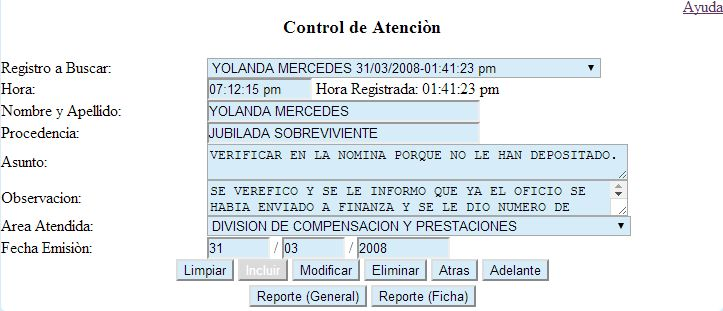 Ayuda
Control de Atenciòn
Registro a Buscar: YOLANDA MERCEDES 31/03/2008-01:41:23 pm
Hora: 07:12:15 pm Hora Registrada: 01:41:23 pm
Nombre y Apellido: YOLANDA MERCEDES
Procedencia: JUBILADA SOBREVIVIENTE
Asunto: VERIFICAR EN LA NOMINA PORQUE NO LE HAN DEPOSITADO.
Observacion: SE VEREFICO Y SE LE INFORMO QUE YA EL OFICIO SE
HABIA ENVIADO A FINANZA Y SE LE DIO NUMERO DE
Area Atendida: DIVISION DE COMPENSACION Y PRESTACIONES
Fecha Emisiòn: 31 / 03 / 2008
Limpiar Incluir Modificar Eliminar Atras Adelante
Reporte (General) Reporte (Ficha)